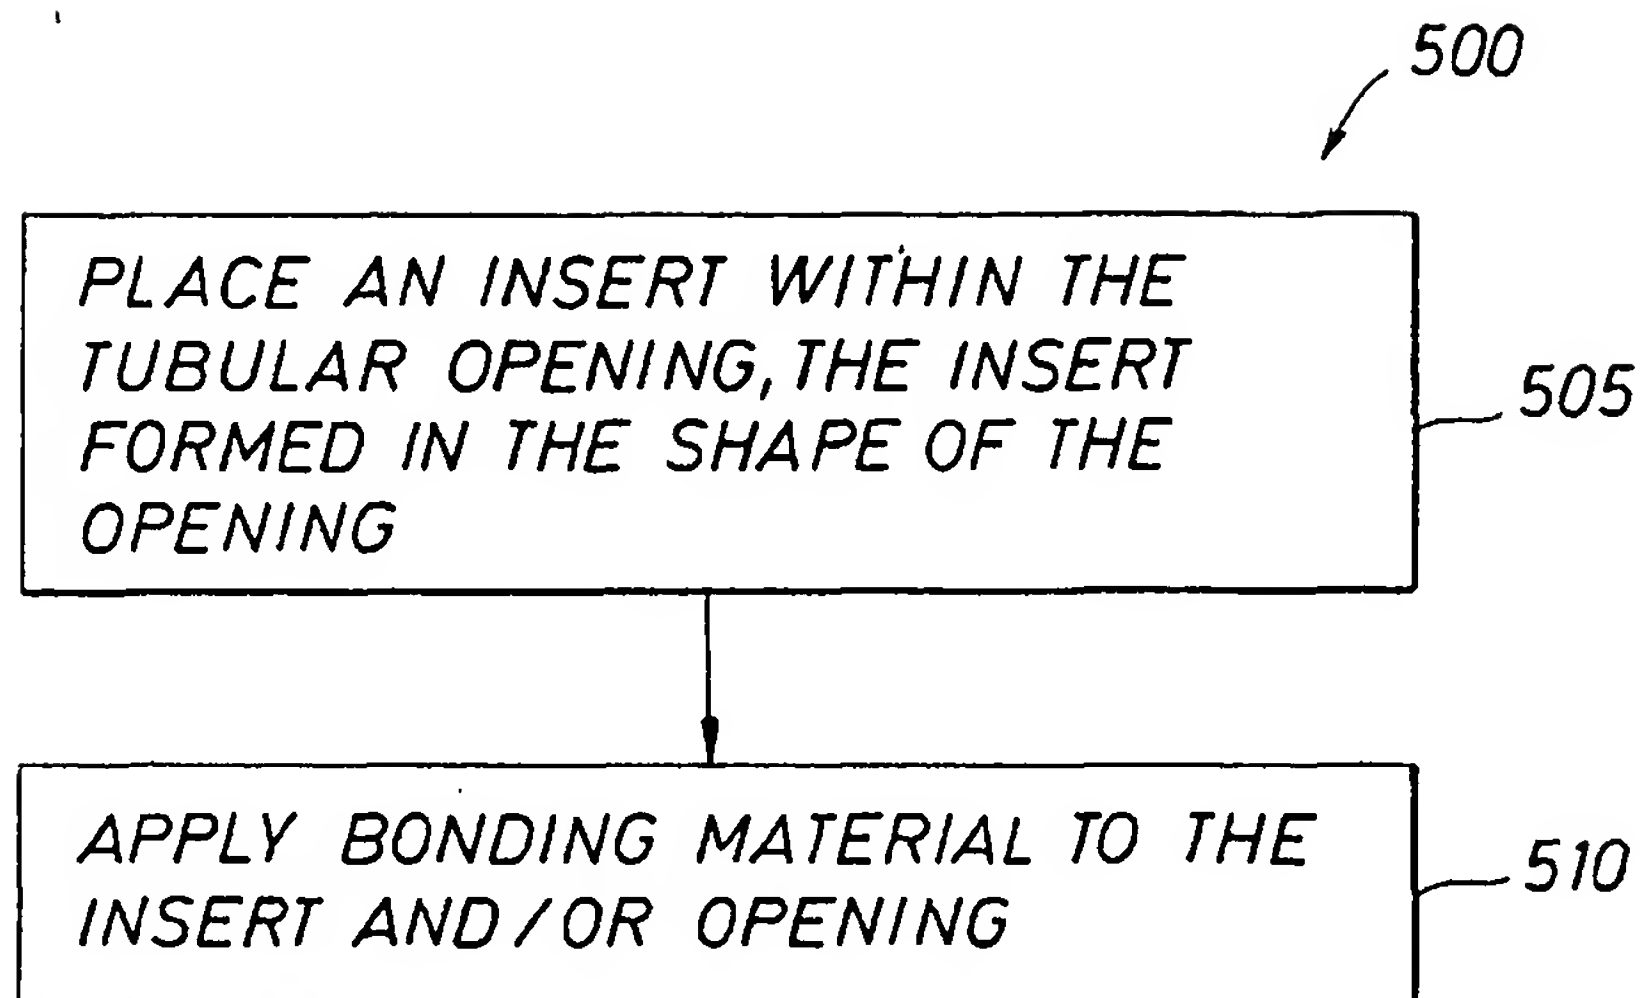 500
PLACE AN INSERT WITHIN THE
TUBULAR OPENING, THE INSERT
FORMED IN THE SHAPE OF THE
OPENING
505
APPLY BONDING MATERIAL TO THE
INSERT AND/OR OPENING
510